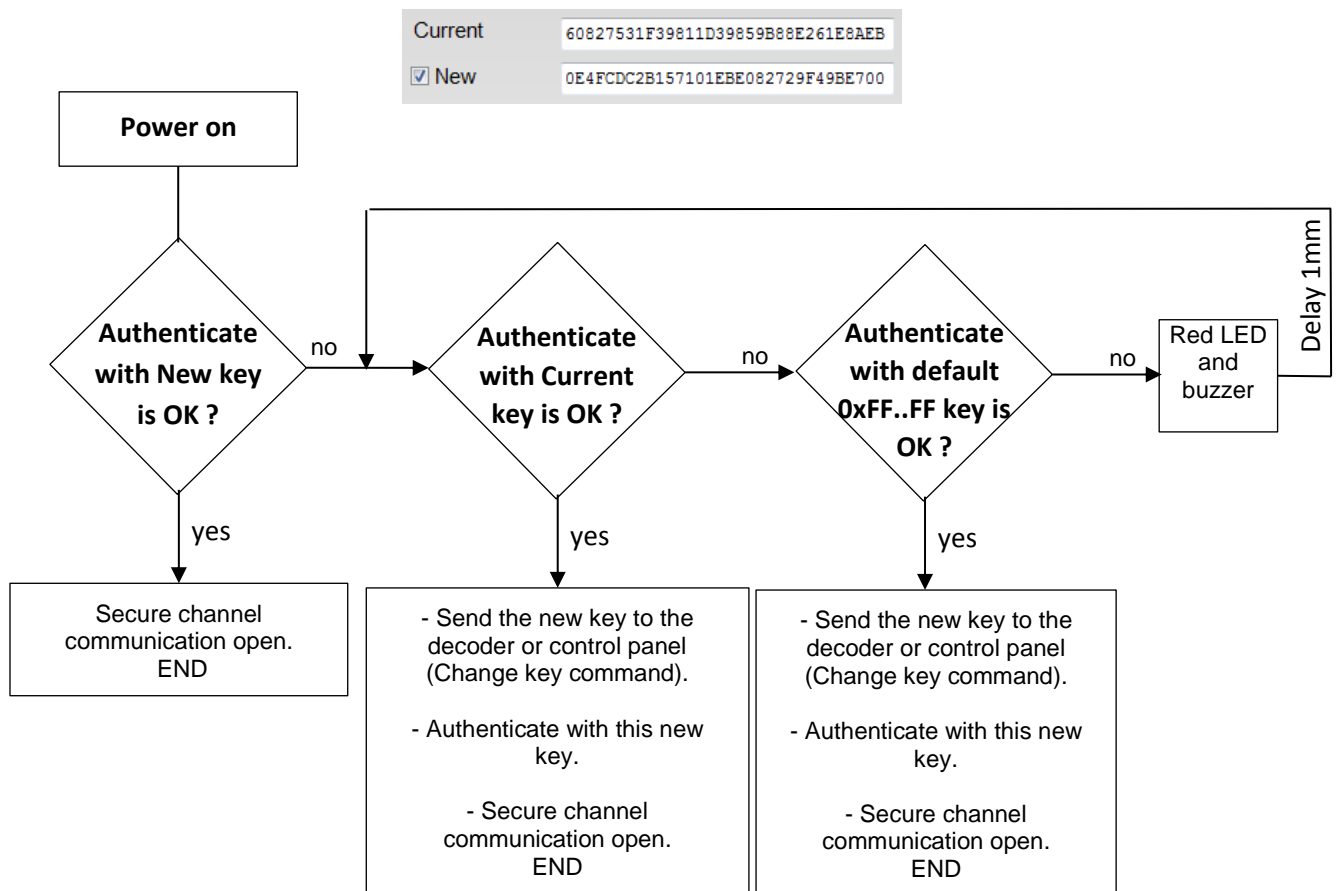 Current
60827531F39811D39859B88E261E8AEB
New
0E4FCDC2B157101EBE082729F49BE700
Power on
Delay 1mm
Authenticate
with New key
is OK ?
no
Authenticate
with Current
key is OK ?
no
Authenticate
with default
0xFF..FF key is
OK ?
no
Red LED
and
buzzer
yes
yes
yes
Secure channel
communication open.
END
- Send the new key to the
decoder or control panel
(Change key command).
- Authenticate with this new
key.
- Secure channel
communication open.
END
- Send the new key to the
decoder or control panel
(Change key command).
- Authenticate with this new
key.
- Secure channel
communication open.
END